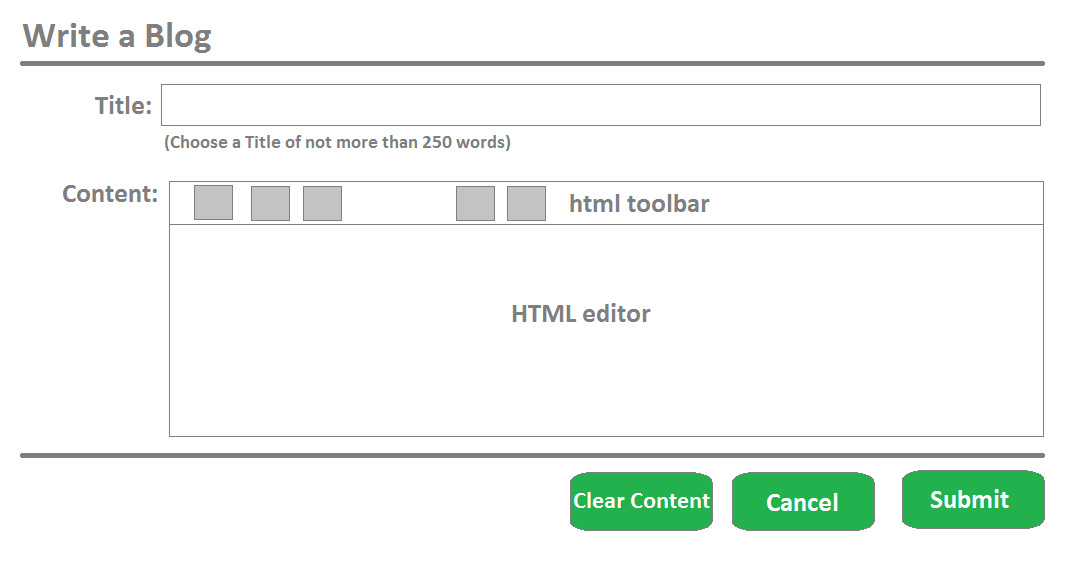 Write a Blog
Title:
(Choose a Title of not more than 250 words)
Content:
html toolbar
HTML editor
Clear Content
Cancel
Submit